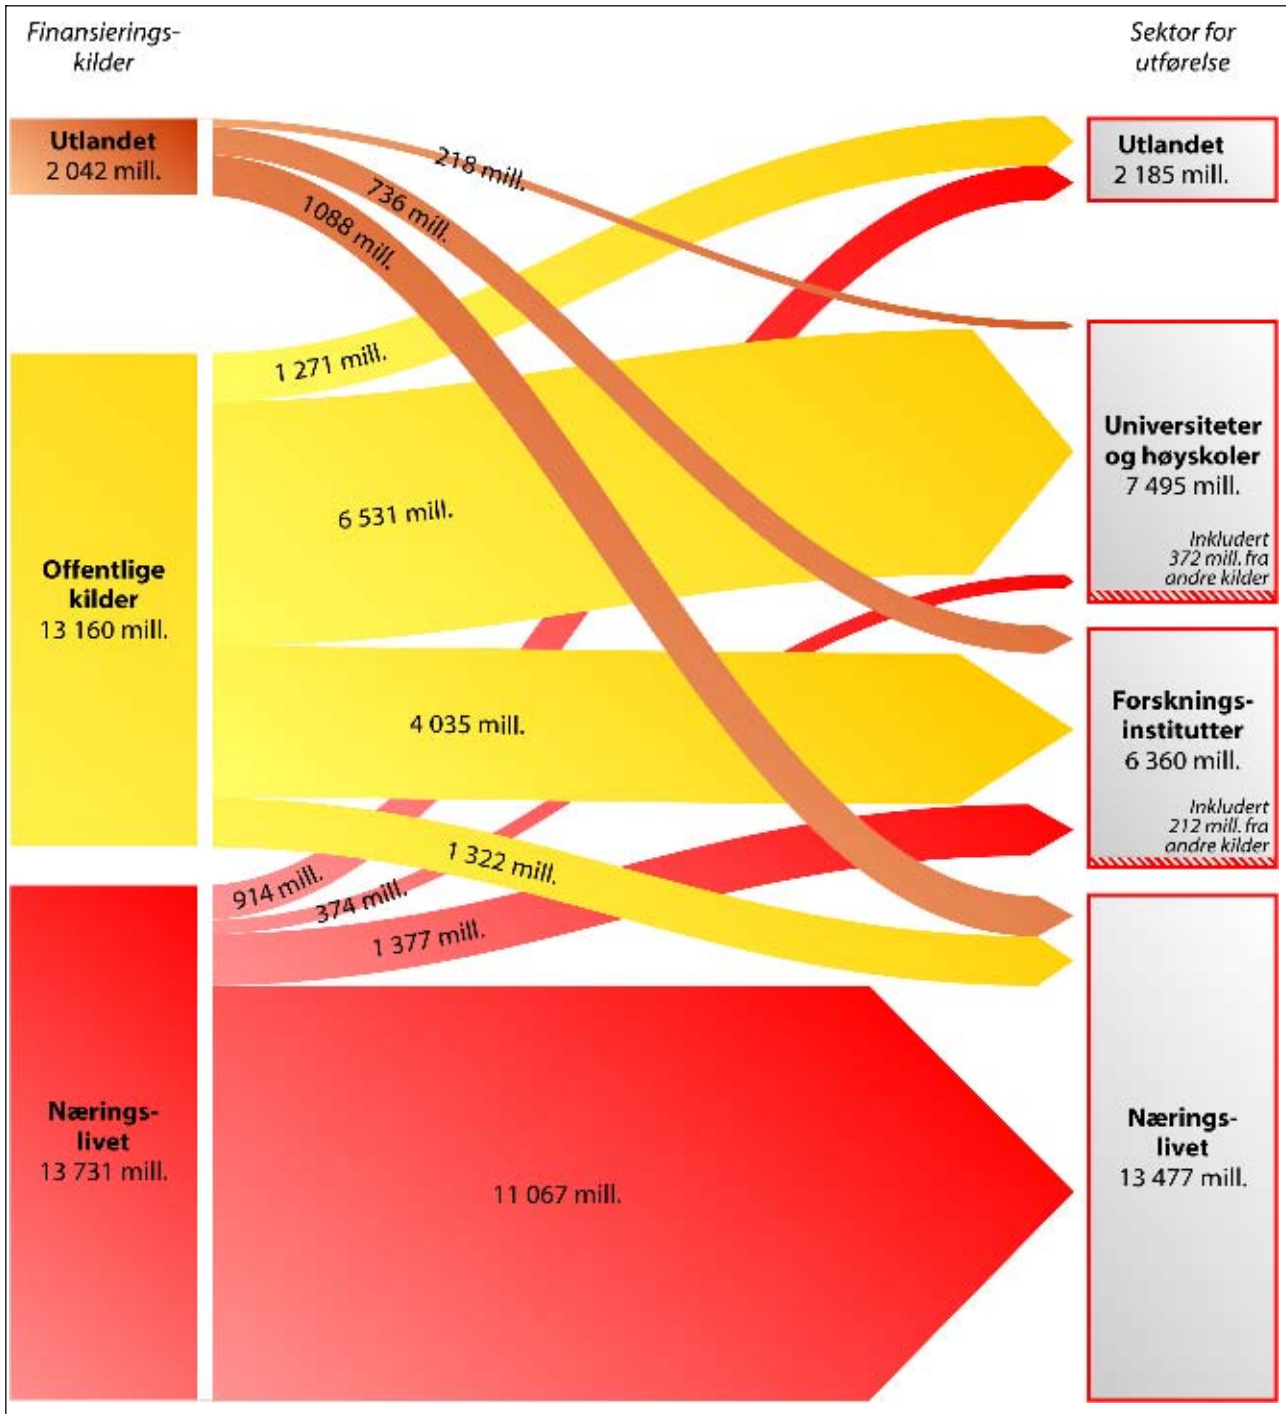 Finansierings-
kilder
Sektor for
utførelse
Utlandet
2 042 mill.
218 mill.
736 mill.
1088 mill.
Utlandet
2 185 mill.
1 271 mill.
6 531 mill.
Universiteter
og høyskoler
7 495 mill.
Inkludert
372 mill. fra
andre kilder
Offentlige
kilder
13 160 mill.
4 035 mill.
1 322 mill.
Forsknings-
institutter
6 360 mill.
Inkludert
212 mill. fra
andre kilder
914 mill.
374 mill.
1 377 mill.
Nærings-
livet
13 731 mill.
11 067 mill.
Nærings-
livet
13 477 mill.